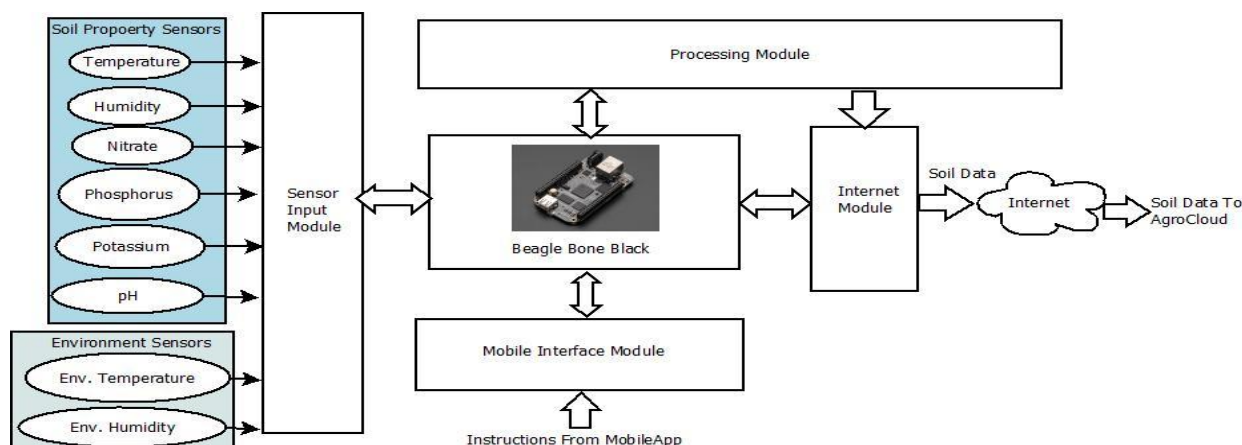 Soil Propoerty Sensors
Temperature
Humidity
Nitrate
Phosphorus
Potassium
pH
Environment Sensors
Env. Temperature
Env. Humidity
Sensor
Input
Module
Processing Module
Beagle Bone Black
Mobile Interface Module
Instructions From MobileApp
Internet
Module
Soil Data
Internet
Soil Data To
AgroCloud